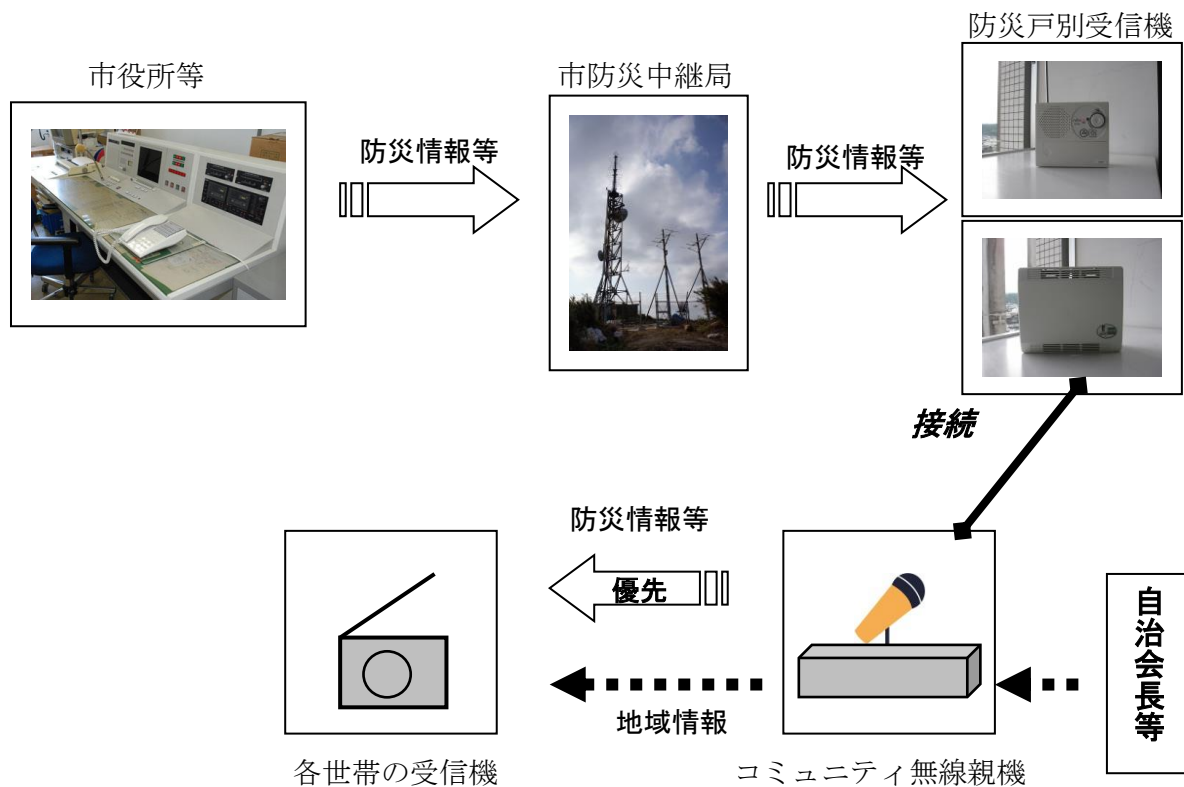 防災戸別受信機
市役所等
市防災中継局
防災情報等
防災情報等
接続
防災情報等
優先
自治会長等
地域情報
各世帯の受信機
コミュニティ無線親機